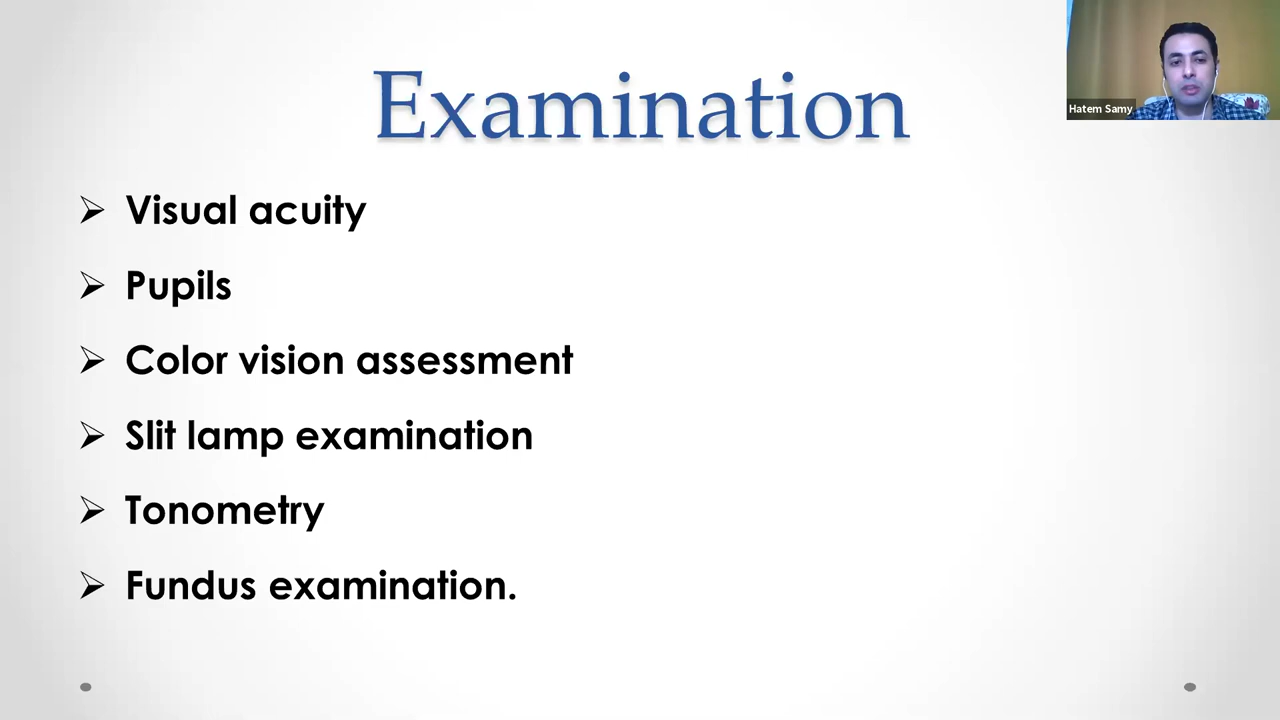 Examination
Hatem Samy
Visual acuity
Pupils
Color vision assessment
Slit lamp examination
Tonometry
Fundus examination.